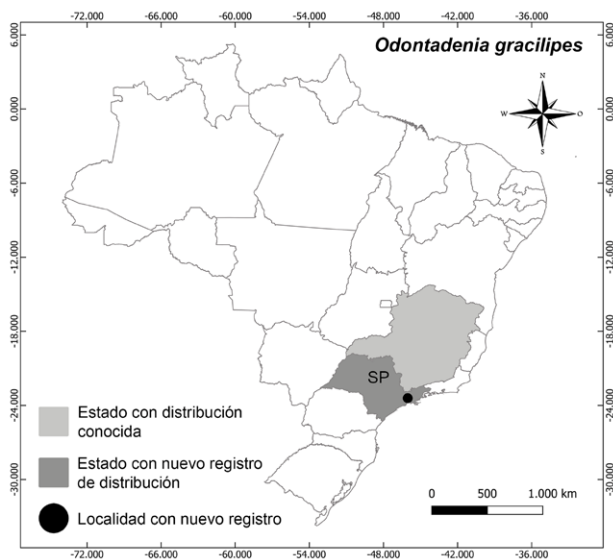 -72.000 -66.000 -60.000 -54.000 -48.000 -42.000 -36.000
6.000
0.000
-6.000
-12.000
-18.000
-24.000
-30.000
Odontadenia gracilipes
N
W O
S
6.000
0.000
-6.000
-12.000
-18.000
-24.000
-30.000
SP
Estado con distribución
conocida
Estado con nuevo registro
de distribución
Localidad con nuevo registro
0 500 1.000 km
-72.000 -66.000 -60.000 -54.000 -48.000 -42.000 -36.000